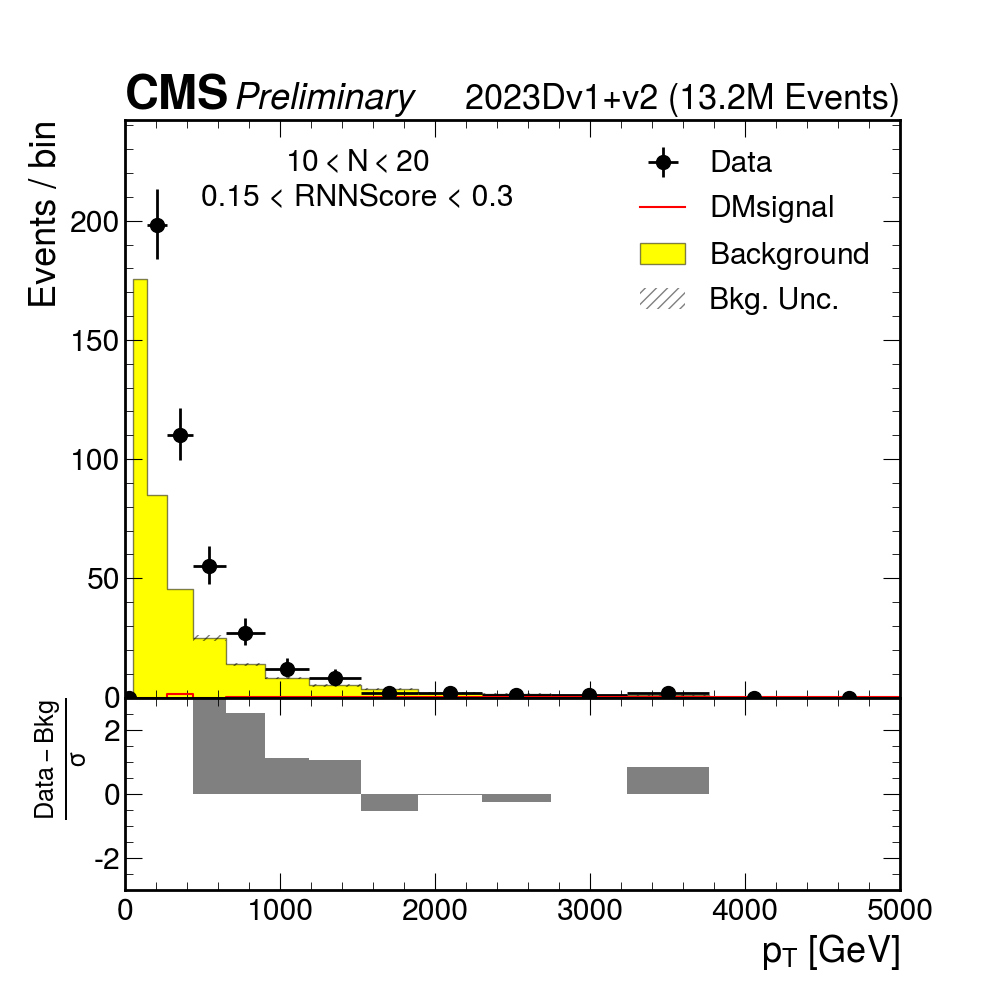 CMS Preliminary 2023Dv1+v2 (13.2M Events)
Events / bin
10 < N < 20
0.15 < RNNScore < 0.3
Data
DMsignal
Background
Bkg. Unc.
200
150
100
50
0
Data – Bkg
σ
2
0
-2
0 1000 2000 3000 4000 5000
pT [GeV]